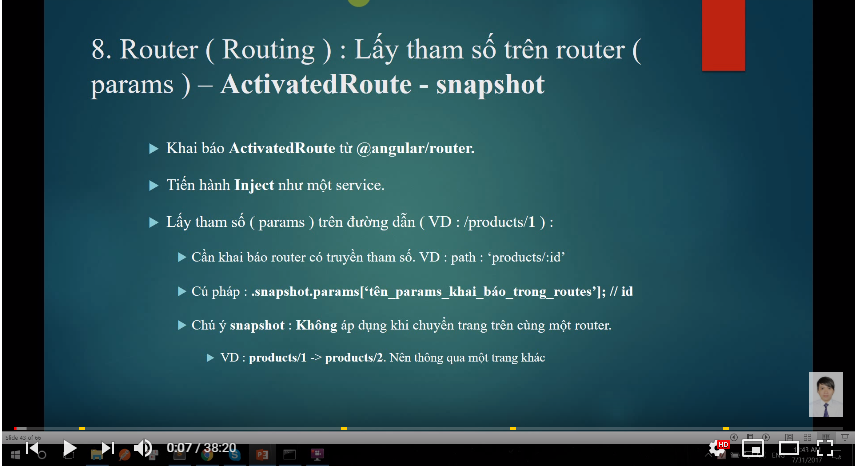 8. Router ( Routing ) : Lấy tham số trên router (
params ) – ActivatedRoute - snapshot
Khai báo ActivatedRoute từ @angular/router.
Tiến hành Inject như một service.
Lấy tham số ( params ) trên đường dẫn ( VD : /products/1 ) :
Cần khai báo router có truyền tham số. VD : path : ‘products/:id’
Cú pháp : .snapshot.params[‘tên_params_khai_báo_trong_routes’]; // id
Chú ý snapshot : Không áp dụng khi chuyển trang trên cùng một router.
VD : products/1 -> products/2. Nên thông qua một trang khác
0:07 / 38:20
HD
7/31/2017